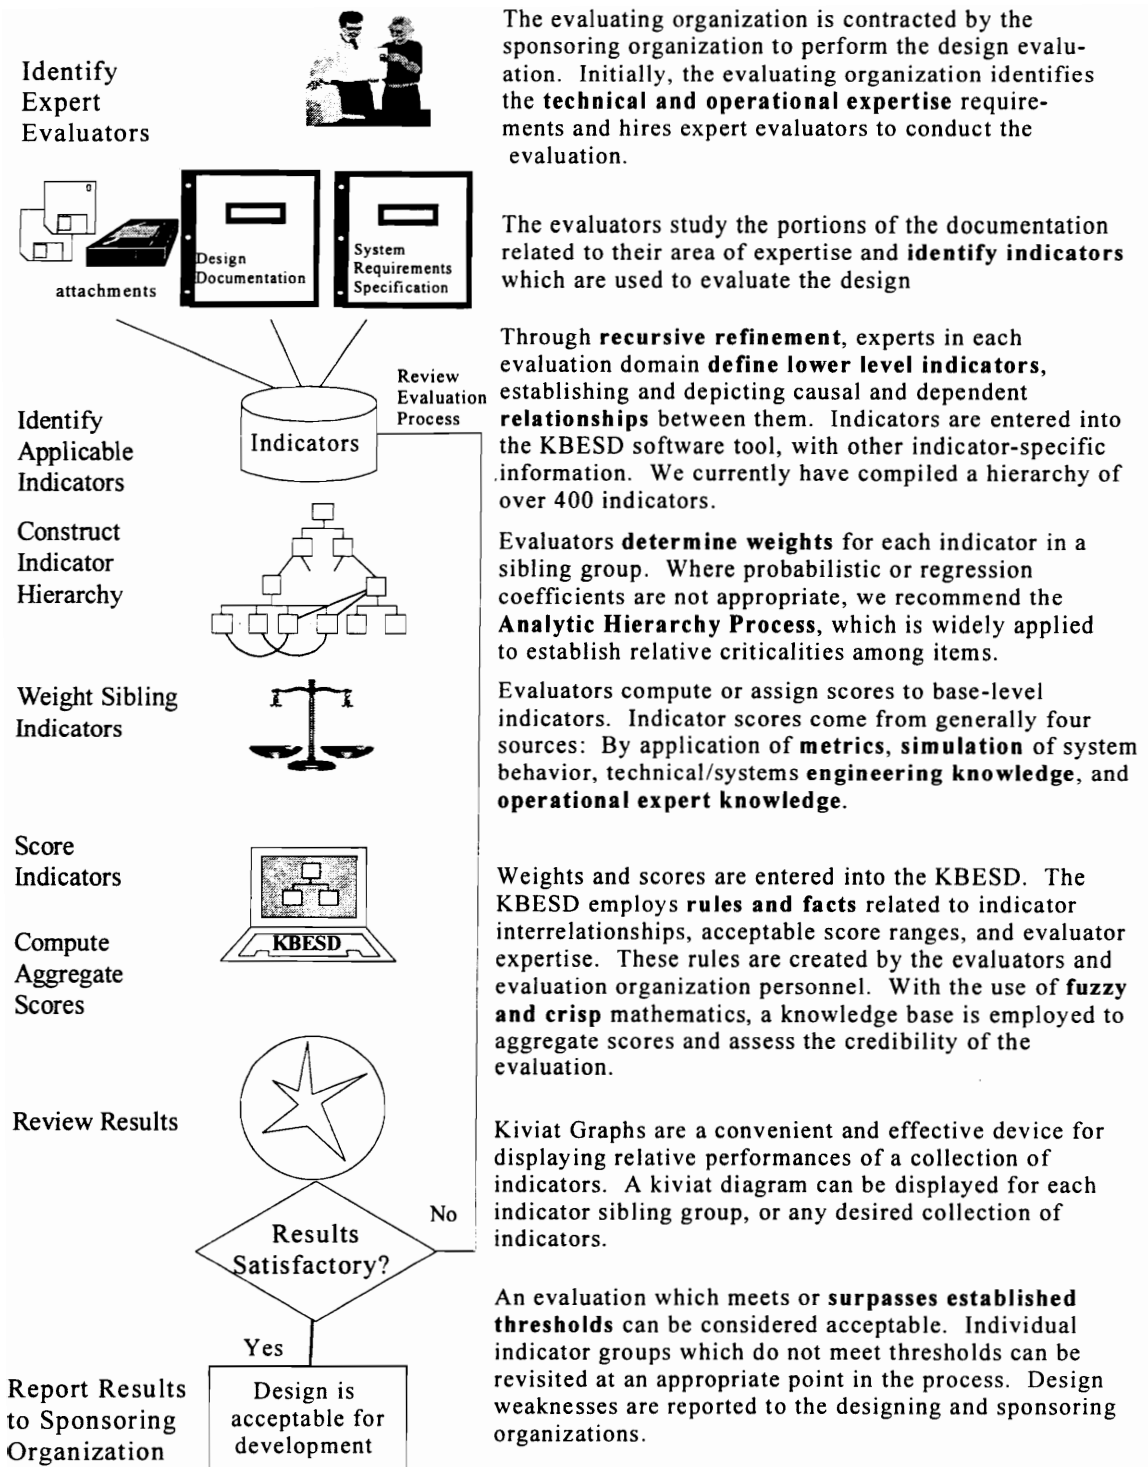 Identify
Expert
Evaluators
The evaluating organization is contracted by the
sponsoring organization to perform the design evalu-
ation. Initially, the evaluating organization identifies
the technical and operational expertise require-
ments and hires expert evaluators to conduct the
evaluation.
attachments
Design
Documentation
System
Requirements
Specification
The evaluators study the portions of the documentation
related to their area of expertise and identify indicators
which are used to evaluate the design
Identify
Applicable
Indicators
Indicators
Review
Evaluation
Process
Through recursive refinement, experts in each
evaluation domain define lower level indicators,
establishing and depicting causal and dependent
relationships between them. Indicators are entered into
the KBESD software tool, with other indicator-specific
information. We currently have compiled a hierarchy of
over 400 indicators.
Construct
Indicator
Hierarchy
Evaluators determine weights for each indicator in a
sibling group. Where probabilistic or regression
coefficients are not appropriate, we recommend the
Analytic Hierarchy Process, which is widely applied
to establish relative criticalities among items.
Weight Sibling
Indicators
Evaluators compute or assign scores to base-level
indicators. Indicator scores come from generally four
sources: By application of metrics, simulation of system
behavior, technical/systems engineering knowledge, and
operational expert knowledge.
Score
Indicators
Compute
Aggregate
Scores
KBESD
Weights and scores are entered into the KBESD. The
KBESD employs rules and facts related to indicator
interrelationships, acceptable score ranges, and evaluator
expertise. These rules are created by the evaluators and
evaluation organization personnel. With the use of fuzzy
and crisp mathematics, a knowledge base is employed to
aggregate scores and assess the credibility of the
evaluation.
Review Results
Kiviat Graphs are a convenient and effective device for
displaying relative performances of a collection of
indicators. A kiviat diagram can be displayed for each
indicator sibling group, or any desired collection of
indicators.
Results
Satisfactory?
No
Yes
An evaluation which meets or surpasses established
thresholds can be considered acceptable. Individual
indicator groups which do not meet thresholds can be
revisited at an appropriate point in the process. Design
weaknesses are reported to the designing and sponsoring
organizations.
Report Results
to Sponsoring
Organization
Design is
acceptable for
development